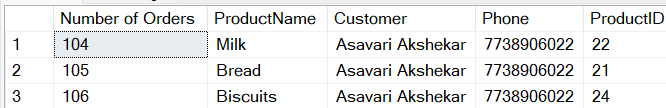 Number of Orders ProductName Customer Phone ProductID
1 104 Milk Asavari Akshekar 7738906022 22
2 105 Bread Asavari Akshekar 7738906022 21
3 106 Biscuits Asavari Akshekar 7738906022 24